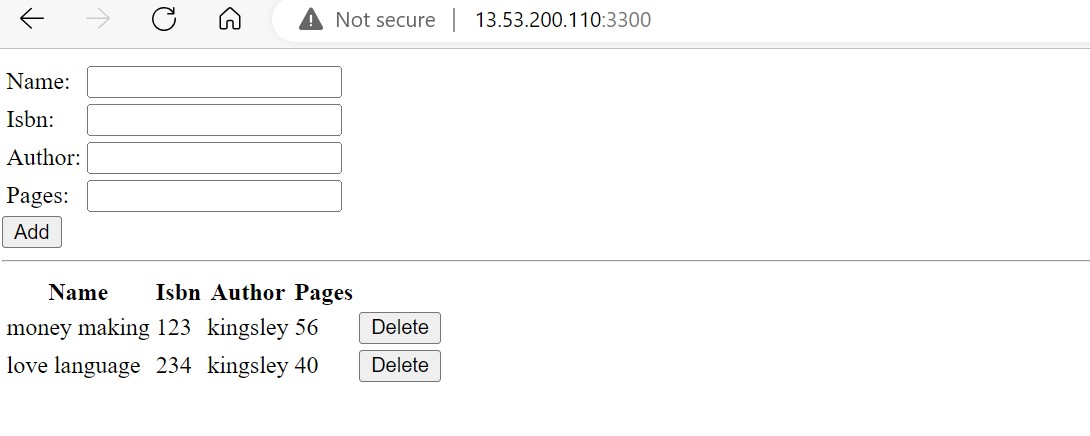 Not secure | 13.53.200.110:3300
Name:
Isbn:
Author:
Pages:
Add
Name Isbn Author Pages
money making 123 kingsley 56 Delete
love language 234 kingsley 40 Delete